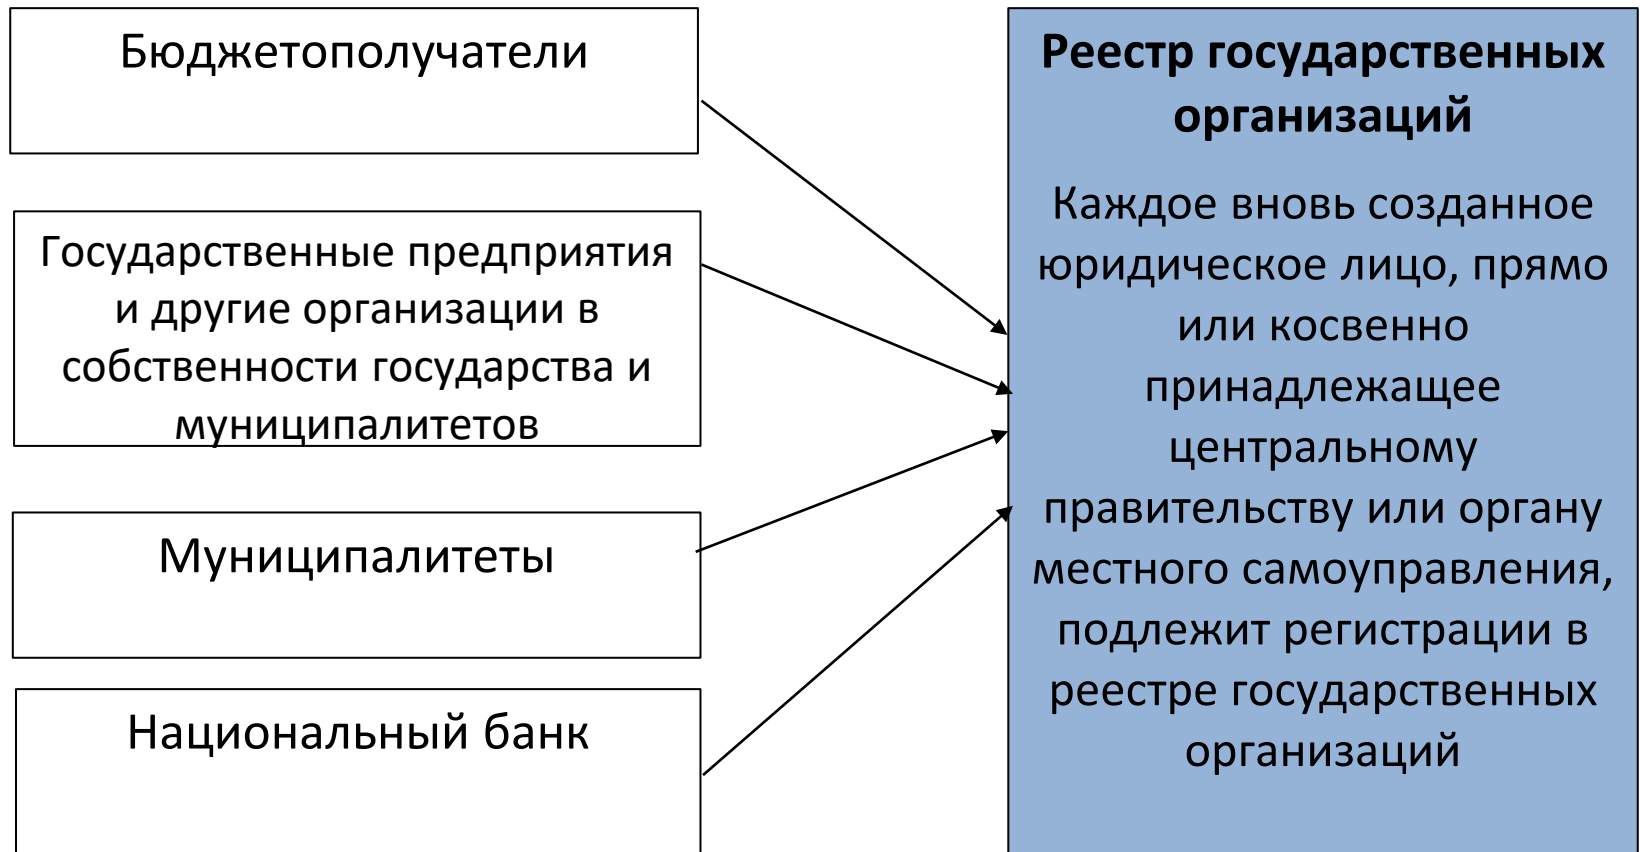 Бюджетополучатели
Государственные предприятия
и другие организации в
собственности государства и
муниципалитетов
Муниципалитеты
Национальный банк
Реестр государственных
организаций
Каждое вновь созданное
юридическое лицо, прямо
или косвенно
принадлежащее
центральному
правительству или органу
местного самоуправления,
подлежит регистрации в
реестре государственных
организаций